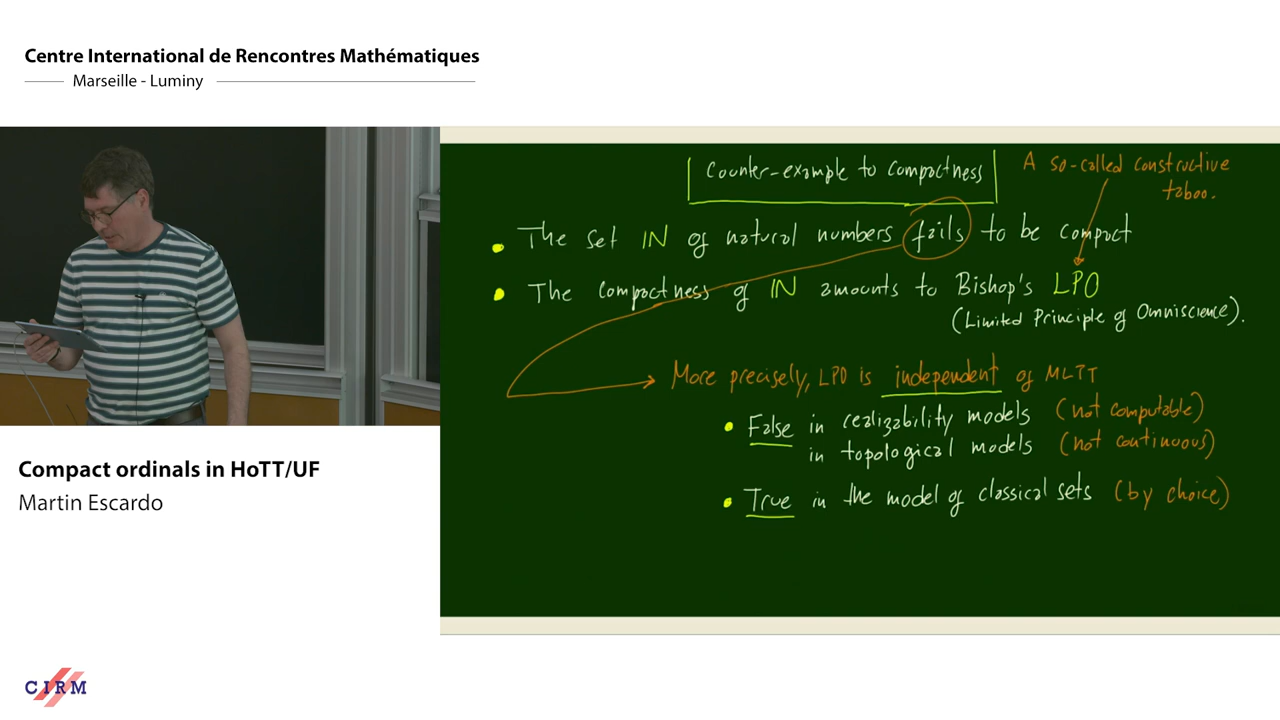 Centre International de Rencontres Mathématiques
Marseille - Luminy
Counter-example to compactness
A so-called constructive
taboo.
The set IN of natural numbers fails to be compact
The compactness of IN amounts to Bishop's LPO
(Limited Principle of Omniscience).
More precisely, LPO is independent of MLTT
False in realizability models (not computable)
in topological models (not continuous)
True in the model of classical sets (by choice)
Compact ordinals in HoTT/UF
Martin Escardo
CIRM